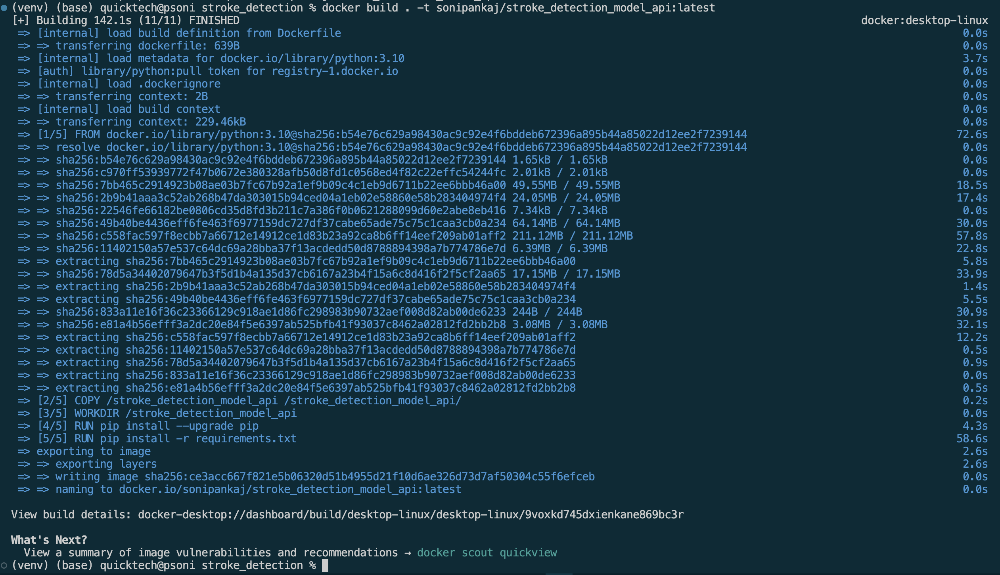 (venv) (base) quicktech@psoni stroke_detection % docker build . -t sonipankaj/stroke_detection_model_api:latest
[+] Building 142.1s (11/11) FINISHED docker:desktop-linux
=> [internal] load build definition from Dockerfile 0.0s
=> => transferring dockerfile: 639B 0.0s
=> [internal] load metadata for docker.io/library/python:3.10 3.7s
=> [auth] library/python:pull token for registry-1.docker.io 0.0s
=> [internal] load .dockerignore 0.0s
=> => transferring context: 2B 0.0s
=> [internal] load build context 0.0s
=> => transferring context: 229.46kB 0.0s
=> [1/5] FROM docker.io/library/python:3.10@sha256:b54e76c629a98430ac9c92e4f6bddeb672396a895b44a85022d12ee2f7239144 72.6s
=> => resolve docker.io/library/python:3.10@sha256:b54e76c629a98430ac9c92e4f6bddeb672396a895b44a85022d12ee2f7239144 0.0s
=> => sha256:b54e76c629a98430ac9c92e4f6bddeb672396a895b44a85022d12ee2f7239144 1.65kB / 1.65kB 0.0s
=> => sha256:c970ff53939772f47b0672e380328afb50d8fd1c0568ed4f82c22effc54244fc 2.01kB / 2.01kB 0.0s
=> => sha256:7bb465c2914923b08ae03b7fc67b92a1ef9b09c4c1eb9d6711b22ee6bbb46a00 49.55MB / 49.55MB 18.5s
=> => sha256:2b9b41aaa3c52ab268b47da303015b94ced04a1eb02e58860e58b283404974f4 24.05MB / 24.05MB 17.4s
=> => sha256:22546fe66182be0806cd35d8fd3b211c7a386f0b0621288099d60e2abe8eb416 7.34kB / 7.34kB 0.0s
=> => sha256:49b40be4436eff6fe463f6977159dc727df37cabe65ade75c75c1caa3cb0a234 64.14MB / 64.14MB 30.0s
=> => sha256:c558fac597f8ecbb7a66712e14912ce1d83b23a92ca8b6ff14eef209ab01aff2 211.12MB / 211.12MB 57.8s
=> => sha256:11402150a57e537c64dc69a28bba37f13acdedd50d8788894398a7b774786e7d 6.39MB / 6.39MB 22.8s
=> => extracting sha256:7bb465c2914923b08ae03b7fc67b92a1ef9b09c4c1eb9d6711b22ee6bbb46a00 5.8s
=> => sha256:78d5a34402079647b3f5d1b4a135d37cb6167a23b4f15a6c8d416f2f5cf2aa65 17.15MB / 17.15MB 33.9s
=> => extracting sha256:2b9b41aaa3c52ab268b47da303015b94ced04a1eb02e58860e58b283404974f4 1.4s
=> => extracting sha256:49b40be4436eff6fe463f6977159dc727df37cabe65ade75c75c1caa3cb0a234 5.5s
=> => sha256:833a11e16f36c23366129c918ae1d86fc298983b90732aef008d82ab00de6233 244B / 244B 30.9s
=> => sha256:e81a4b56efff3a2dc20e84f5e6397ab525bfb41f93037c8462a02812fd2bb2b8 3.08MB / 3.08MB 32.1s
=> => extracting sha256:c558fac597f8ecbb7a66712e14912ce1d83b23a92ca8b6ff14eef209ab01aff2 12.2s
=> => extracting sha256:11402150a57e537c64dc69a28bba37f13acdedd50d8788894398a7b774786e7d 0.5s
=> => extracting sha256:78d5a34402079647b3f5d1b4a135d37cb6167a23b4f15a6c8d416f2f5cf2aa65 0.9s
=> => extracting sha256:833a11e16f36c23366129c918ae1d86fc298983b90732aef008d82ab00de6233 0.0s
=> => extracting sha256:e81a4b56efff3a2dc20e84f5e6397ab525bfb41f93037c8462a02812fd2bb2b8 0.5s
=> [2/5] COPY /stroke_detection_model_api /stroke_detection_model_api/ 0.2s
=> [3/5] WORKDIR /stroke_detection_model_api 0.0s
=> [4/5] RUN pip install --upgrade pip 4.3s
=> [5/5] RUN pip install -r requirements.txt 58.6s
=> exporting to image 2.6s
=> => exporting layers 2.6s
=> => writing image sha256:ce3acc667f821e5b06320d51b4955d21f10d6ae326d73d7af50304c55f6efceb 0.0s
=> => naming to docker.io/sonipankaj/stroke_detection_model_api:latest 0.0s
View build details: docker-desktop://dashboard/build/desktop-linux/desktop-linux/9voxkd745dxienkane869bc3r
What's Next?
View a summary of image vulnerabilities and recommendations → docker scout quickview
(venv) (base) quicktech@psoni stroke_detection %